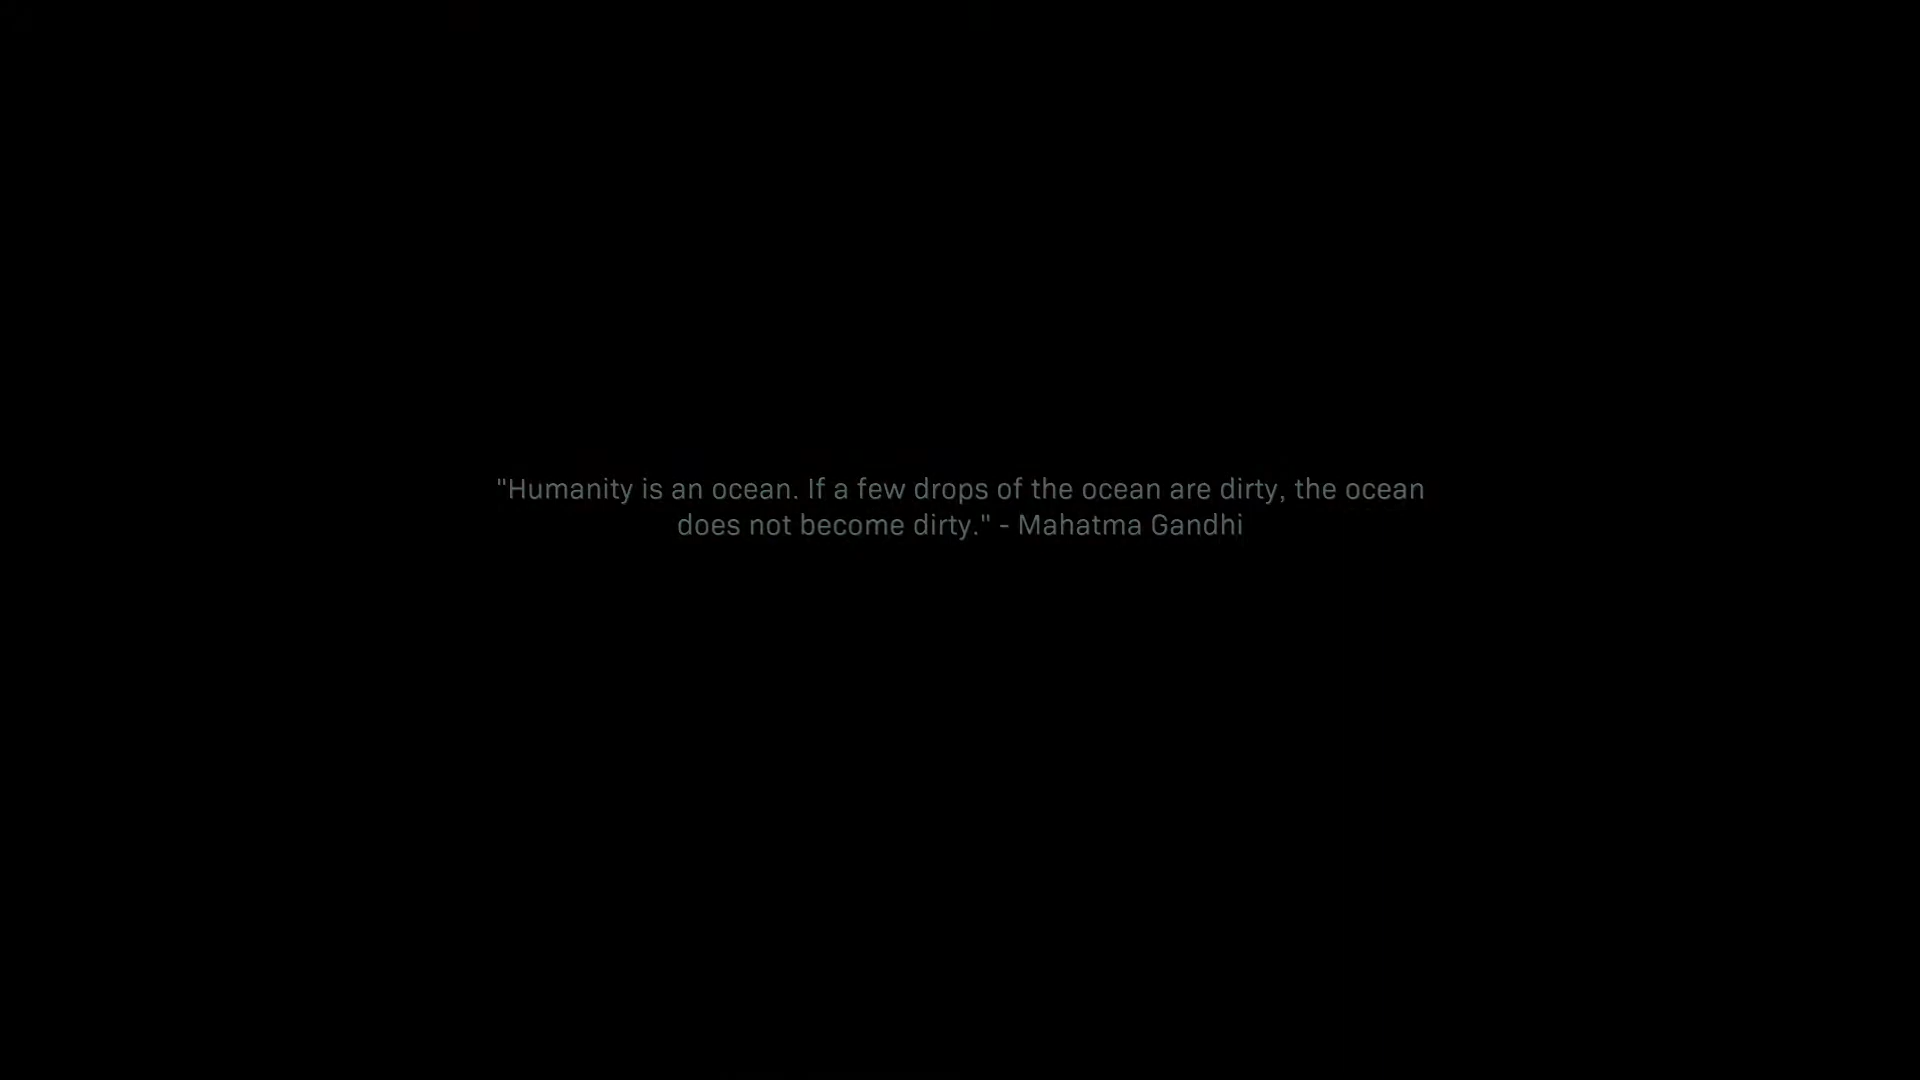 "Humanity is an ocean. If a few drops of the ocean are dirty, the ocean
does not become dirty." - Mahatma Gandhi